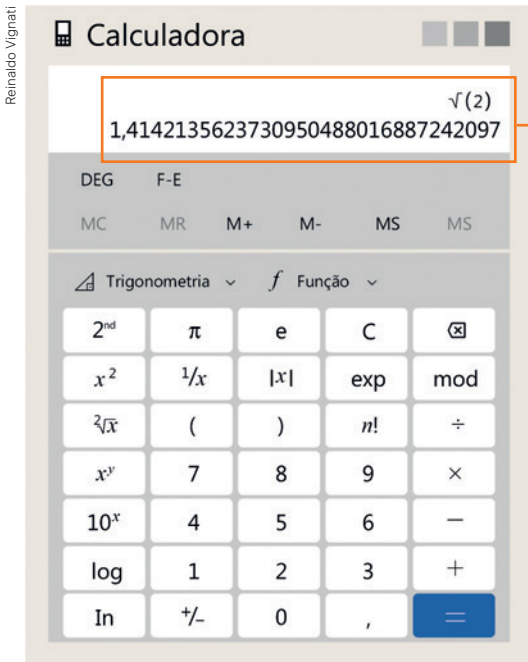 Reinaldo Vignati
Calculadora
√(2)
1,4142135623730950488016887242097
DEG F-E
MC MR M+ M- MS MS
Trigonometria f Função
2ⁿᵈ π e C
x² ¹/x |x| exp mod
²√x ( ) n! ÷
xʸ 7 8 9 ×
10ˣ 4 5 6 −
log 1 2 3 +
In +/− 0 , =